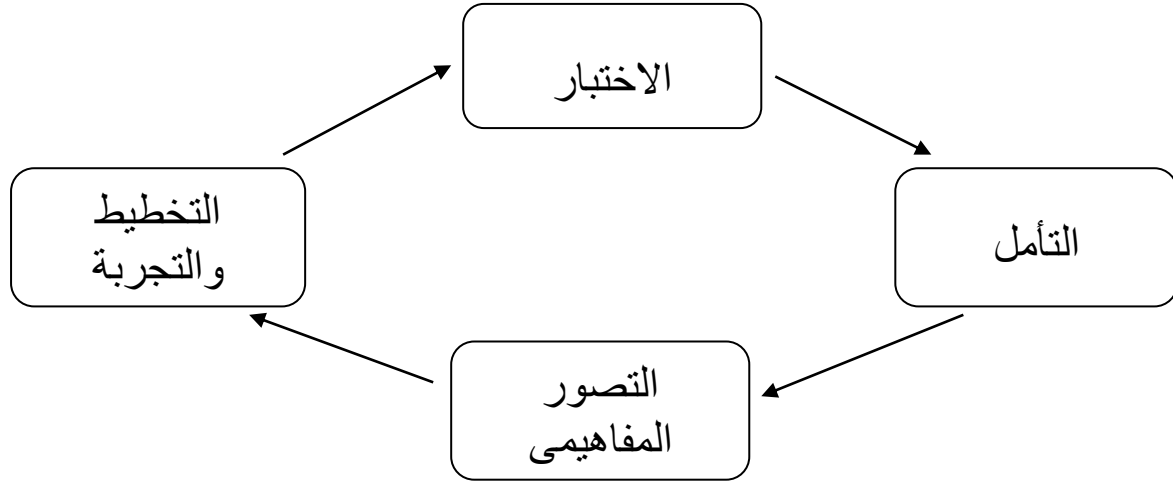 الاختبار
التأمل
التصور
المفاهيمى
التخطيط
والتجربة